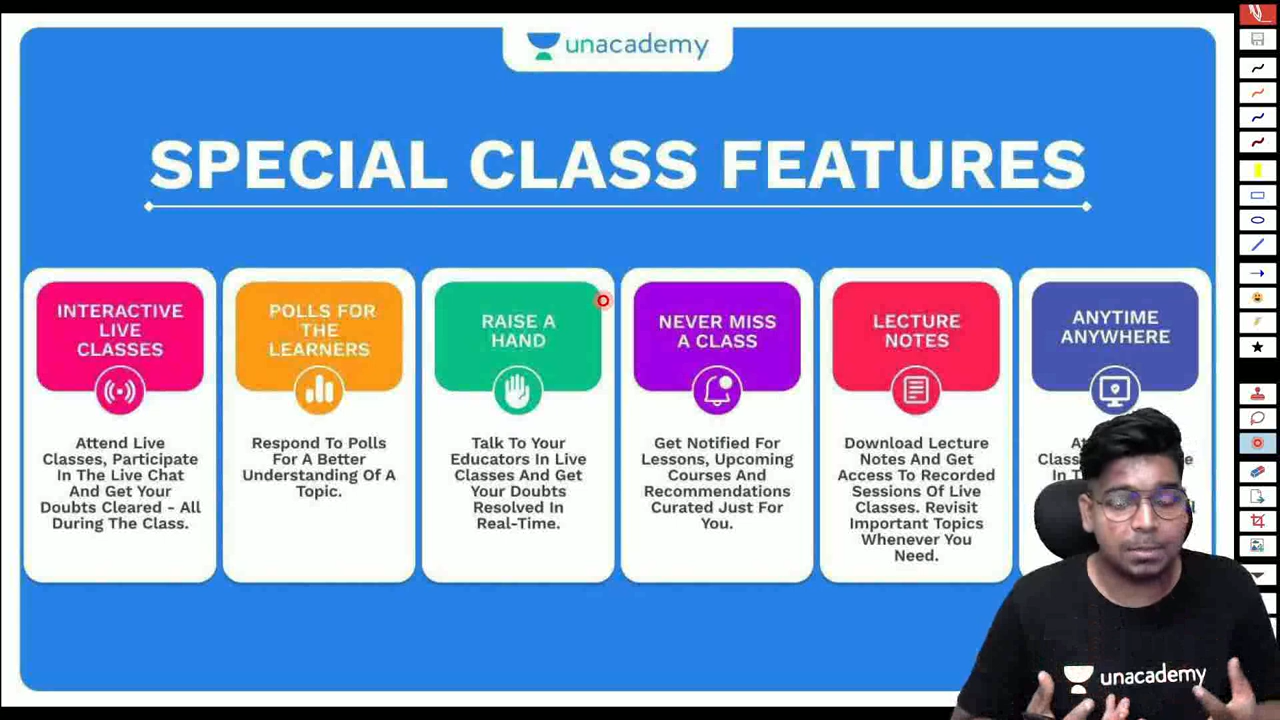 unacademy
SPECIAL CLASS FEATURES
INTERACTIVE
LIVE
CLASSES
Attend Live
Classes, Participate
In The Live Chat
And Get Your
Doubts Cleared - All
During The Class.
POLLS FOR
THE
LEARNERS
Respond To Polls
For A Better
Understanding Of A
Topic.
RAISE A
HAND
Talk To Your
Educators In Live
Classes And Get
Your Doubts
Resolved In
Real-Time.
NEVER MISS
A CLASS
Get Notified For
Lessons, Upcoming
Courses And
Recommendations
Curated Just For
You.
LECTURE
NOTES
Download Lecture
Notes And Get
Access To Recorded
Sessions Of Live
Classes. Revisit
Important Topics
Whenever You
Need.
ANYTIME
ANYWHERE
In
unacademy